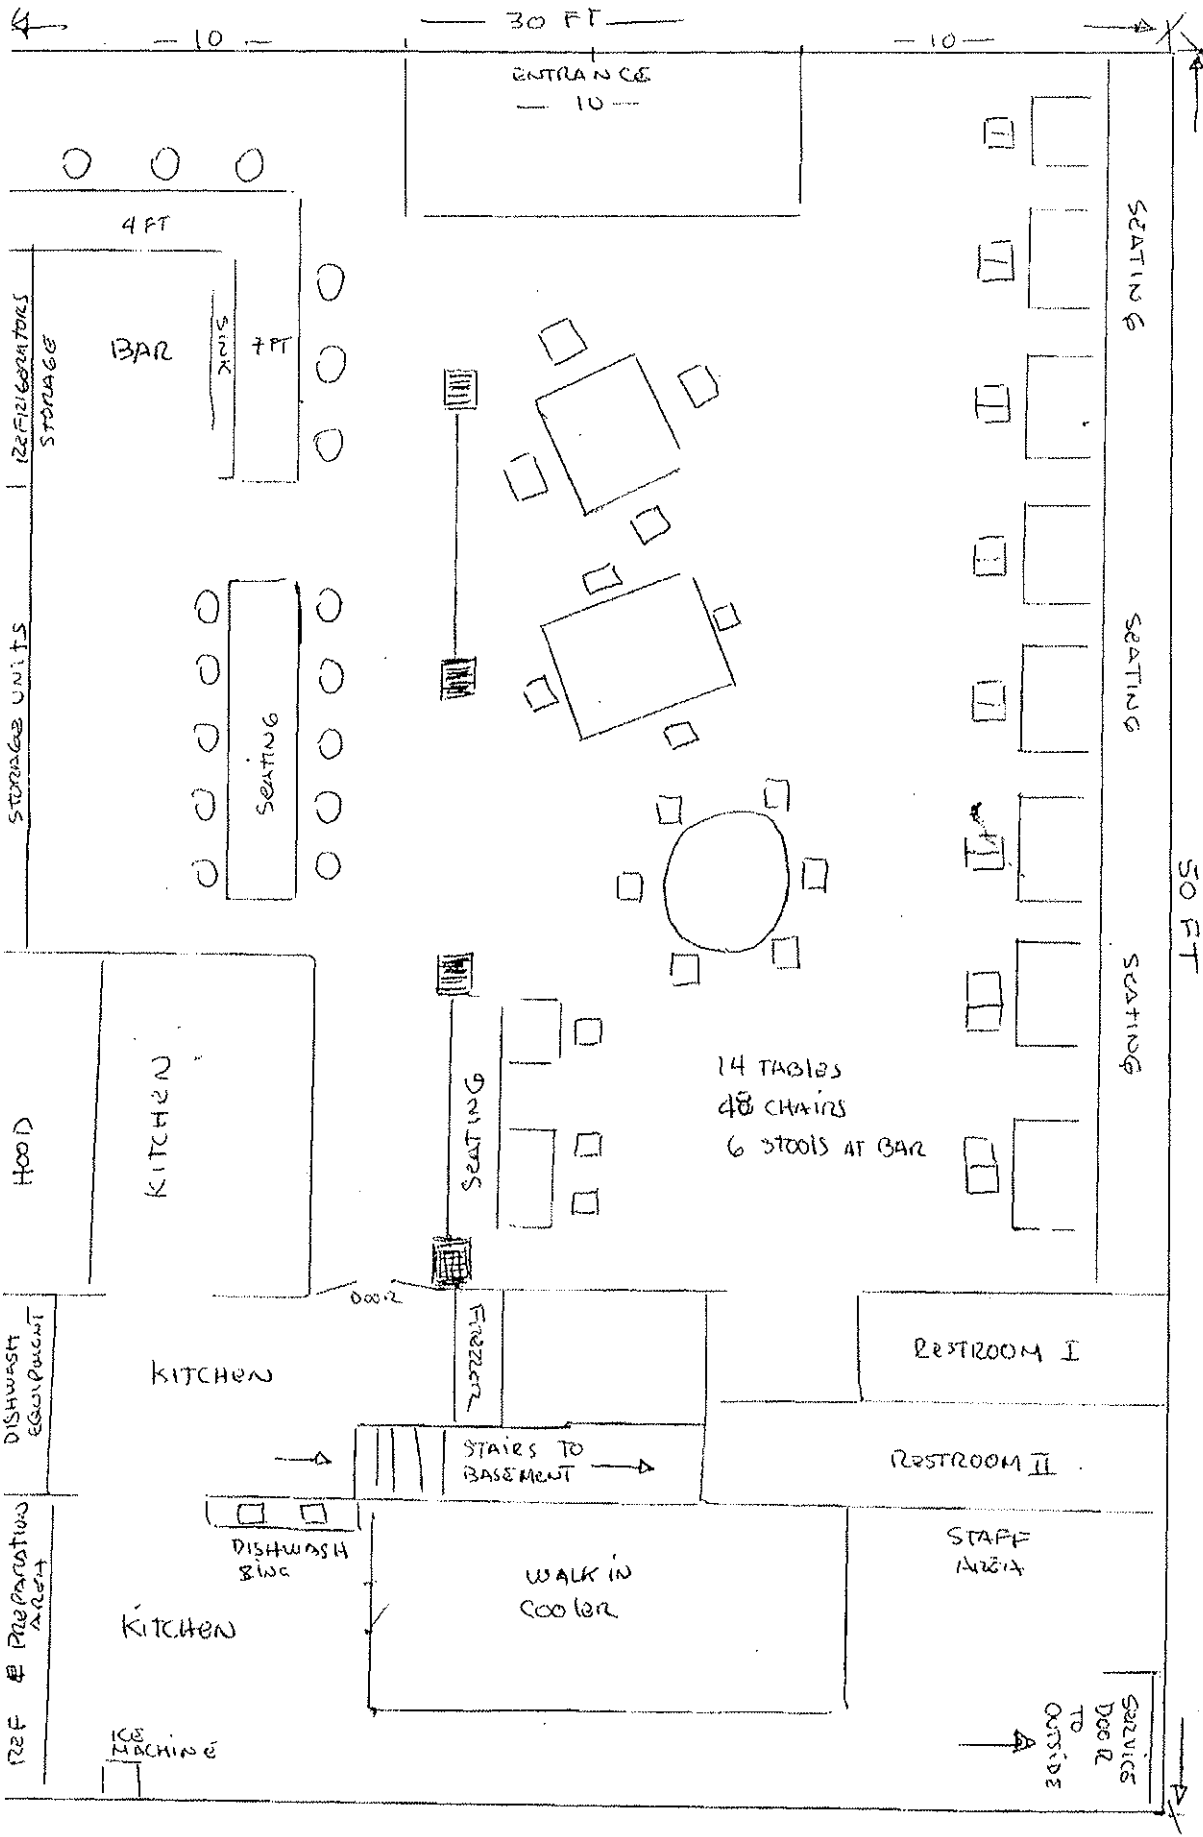 30 FT
— 10 —
— 10 —
ENTRANCE
— 10 —
4 FT
BAR
SINK
7 FT
REFRIGERATORS
STORAGE
STORAGE UNITS
SEATING
SEATING
SEATING
SEATING
50 FT
14 TABLES
48 CHAIRS
6 STOOLS AT BAR
SEATING
HOOD
KITCHEN
DOOR
FREEZER
DISHWASH
EQUIPMENT
KITCHEN
RESTROOM I
STAIRS TO
BASEMENT
RESTROOM II
DISHWASH
WALK IN
COOLER
STAFF
AREA
REF & PREPARATION
AREA
KITCHEN
ICE
MACHINE
SERVICE
DOOR
TO
OUTSIDE